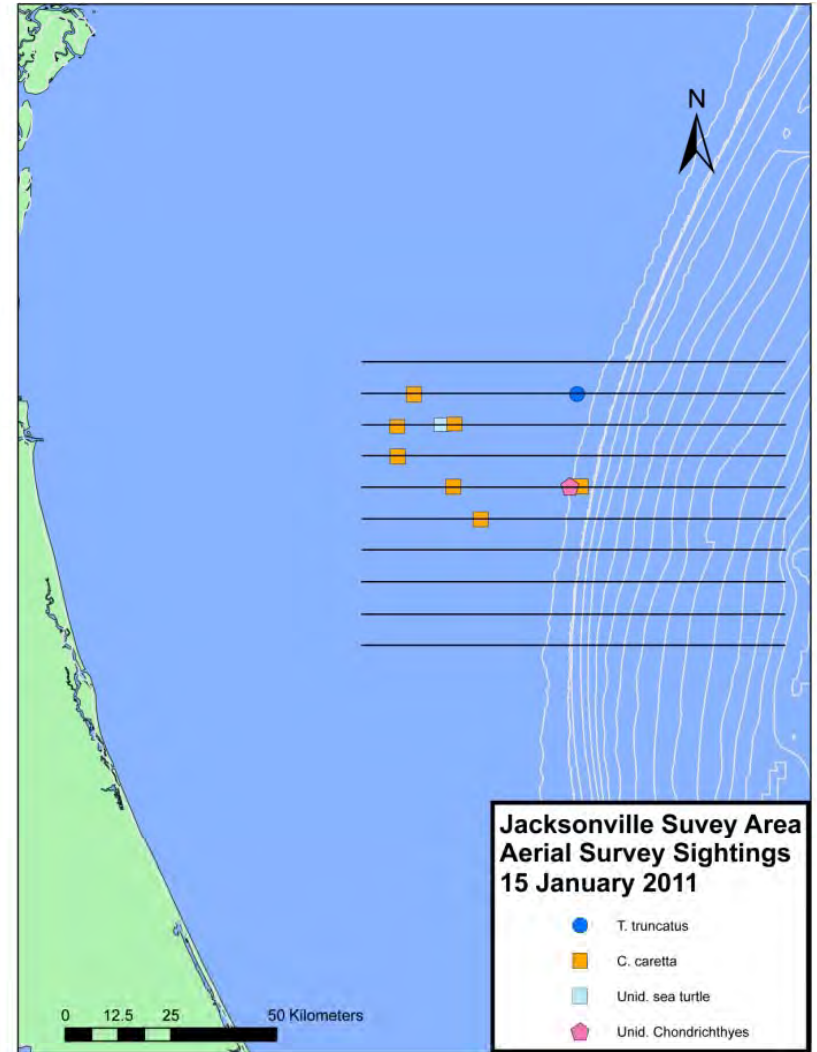 N
Jacksonville Suvey Area
Aerial Survey Sightings
15 January 2011
T. truncatus
C. caretta
Unid. sea turtle
Unid. Chondrichthyes
0 12.5 25 50 Kilometers